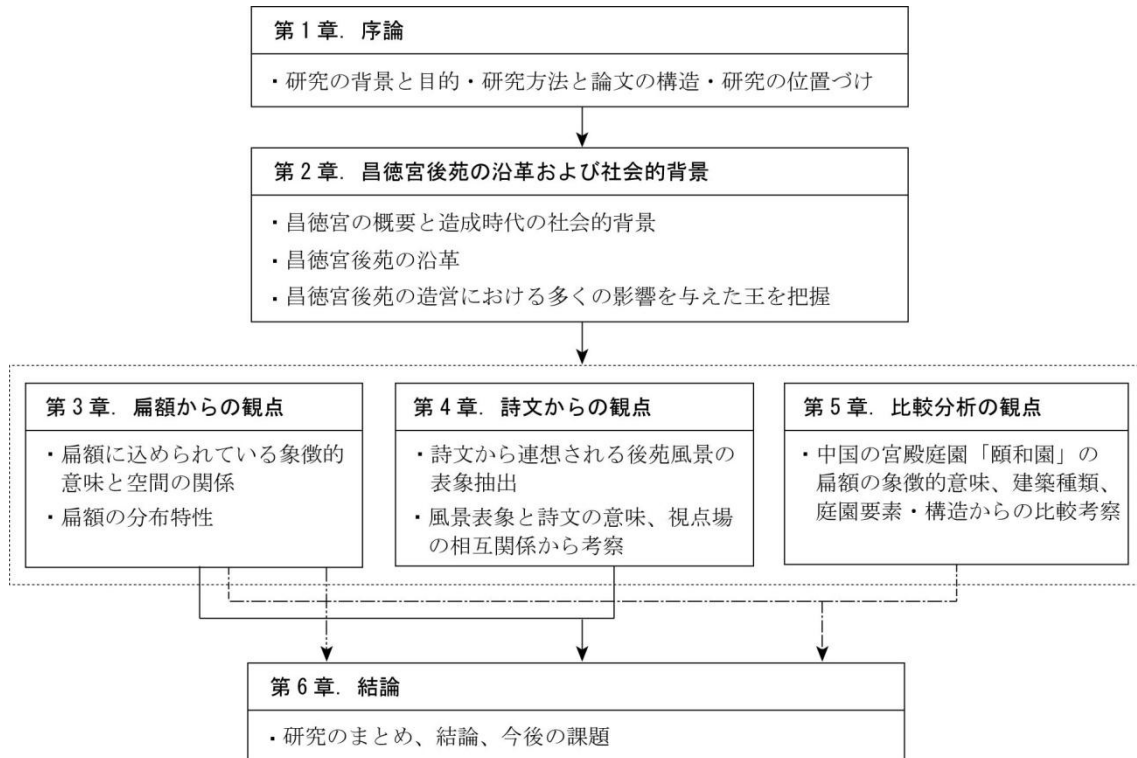 第1章. 序論
・研究の背景と目的・研究方法と論文の構造・研究の位置づけ
第2章. 昌徳宮後苑の沿革および社会的背景
・昌徳宮の概要と造成時代の社会的背景
・昌徳宮後苑の沿革
・昌徳宮後苑の造営における多くの影響を与えた王を把握
第3章. 扁額からの観点
・扁額に込められている象徴的
意味と空間の関係
・扁額の分布特性
第4章. 詩文からの観点
・詩文から連想される後苑風景の
表象抽出
・風景表象と詩文の意味、視点場
の相互関係から考察
第5章. 比較分析の観点
・中国の宮殿庭園「頤和園」の
扁額の象徴的意味、建築種類、
庭園要素・構造からの比較考察
第6章. 結論
・研究のまとめ、結論、今後の課題